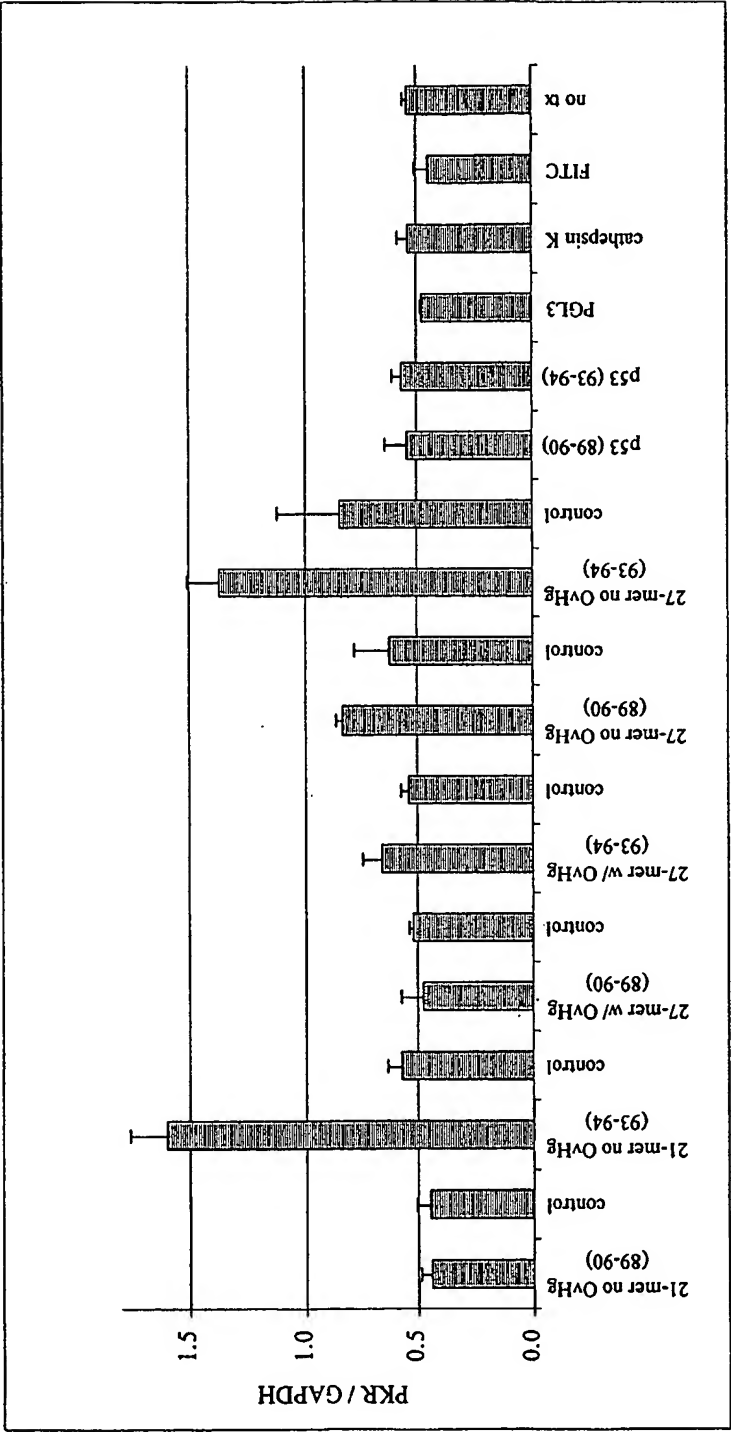 PKR / GAPDH
1.5
1.0
0.5
0.0
21-mer no OvHg
(89-90)
control
21-mer no OvHg
(93-94)
control
27-mer w/ OvHg
(89-90)
control
27-mer w/ OvHg
(93-94)
control
27-mer no OvHg
(89-90)
control
27-mer no OvHg
(93-94)
control
p53 (89-90)
p53 (93-94)
PGL3
cathepsin K
FITC
no tx